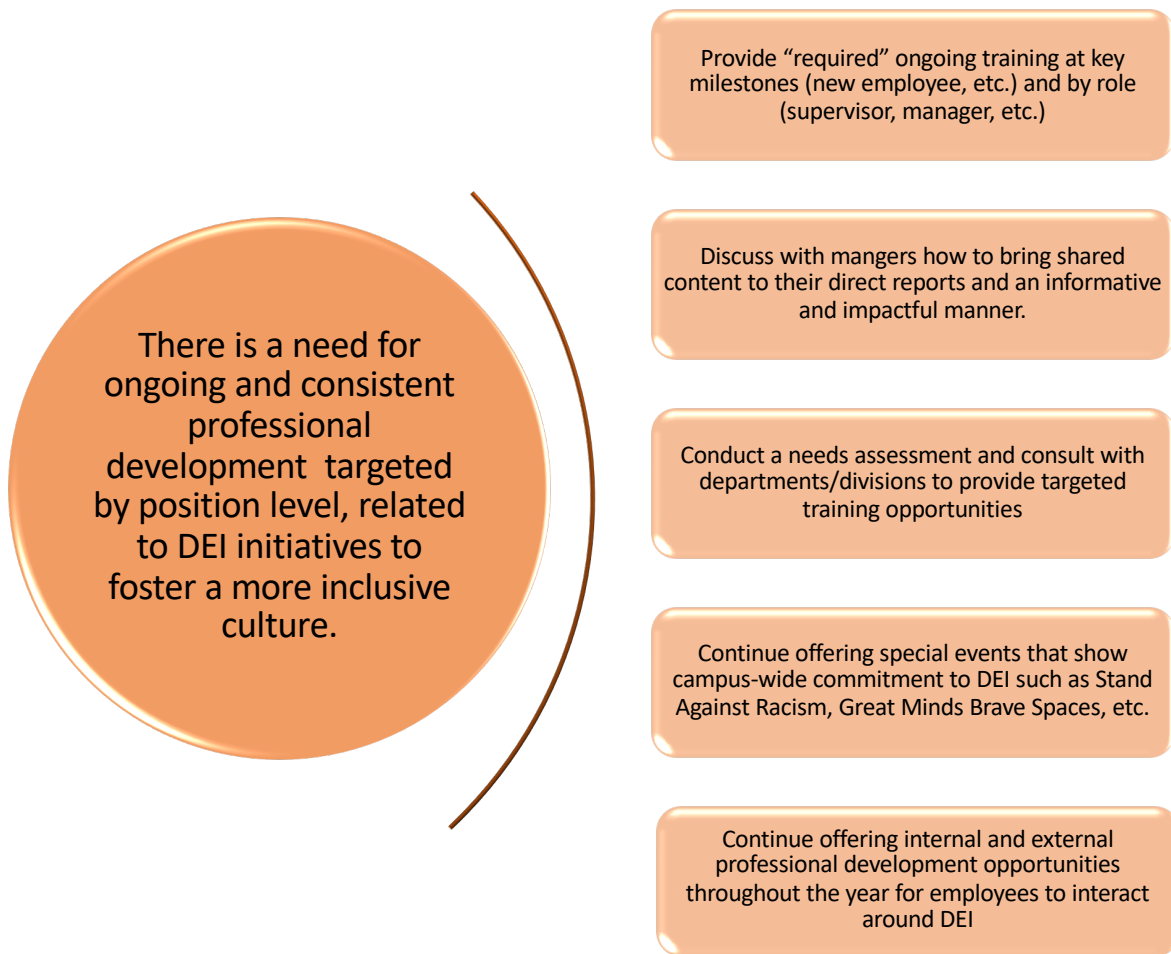 There is a need for
ongoing and consistent
professional
development  targeted
by position level, related
to DEI initiatives to
foster a more inclusive
culture.
Provide “required” ongoing training at key
milestones (new employee, etc.) and by role
(supervisor, manager, etc.)
Discuss with mangers how to bring shared
content to their direct reports and an informative
and impactful manner.
Conduct a needs assessment and consult with
departments/divisions to provide targeted
training opportunities
Continue offering special events that show
campus-wide commitment to DEI such as Stand
Against Racism, Great Minds Brave Spaces, etc.
Continue offering internal and external
professional development opportunities
throughout the year for employees to interact
around DEI